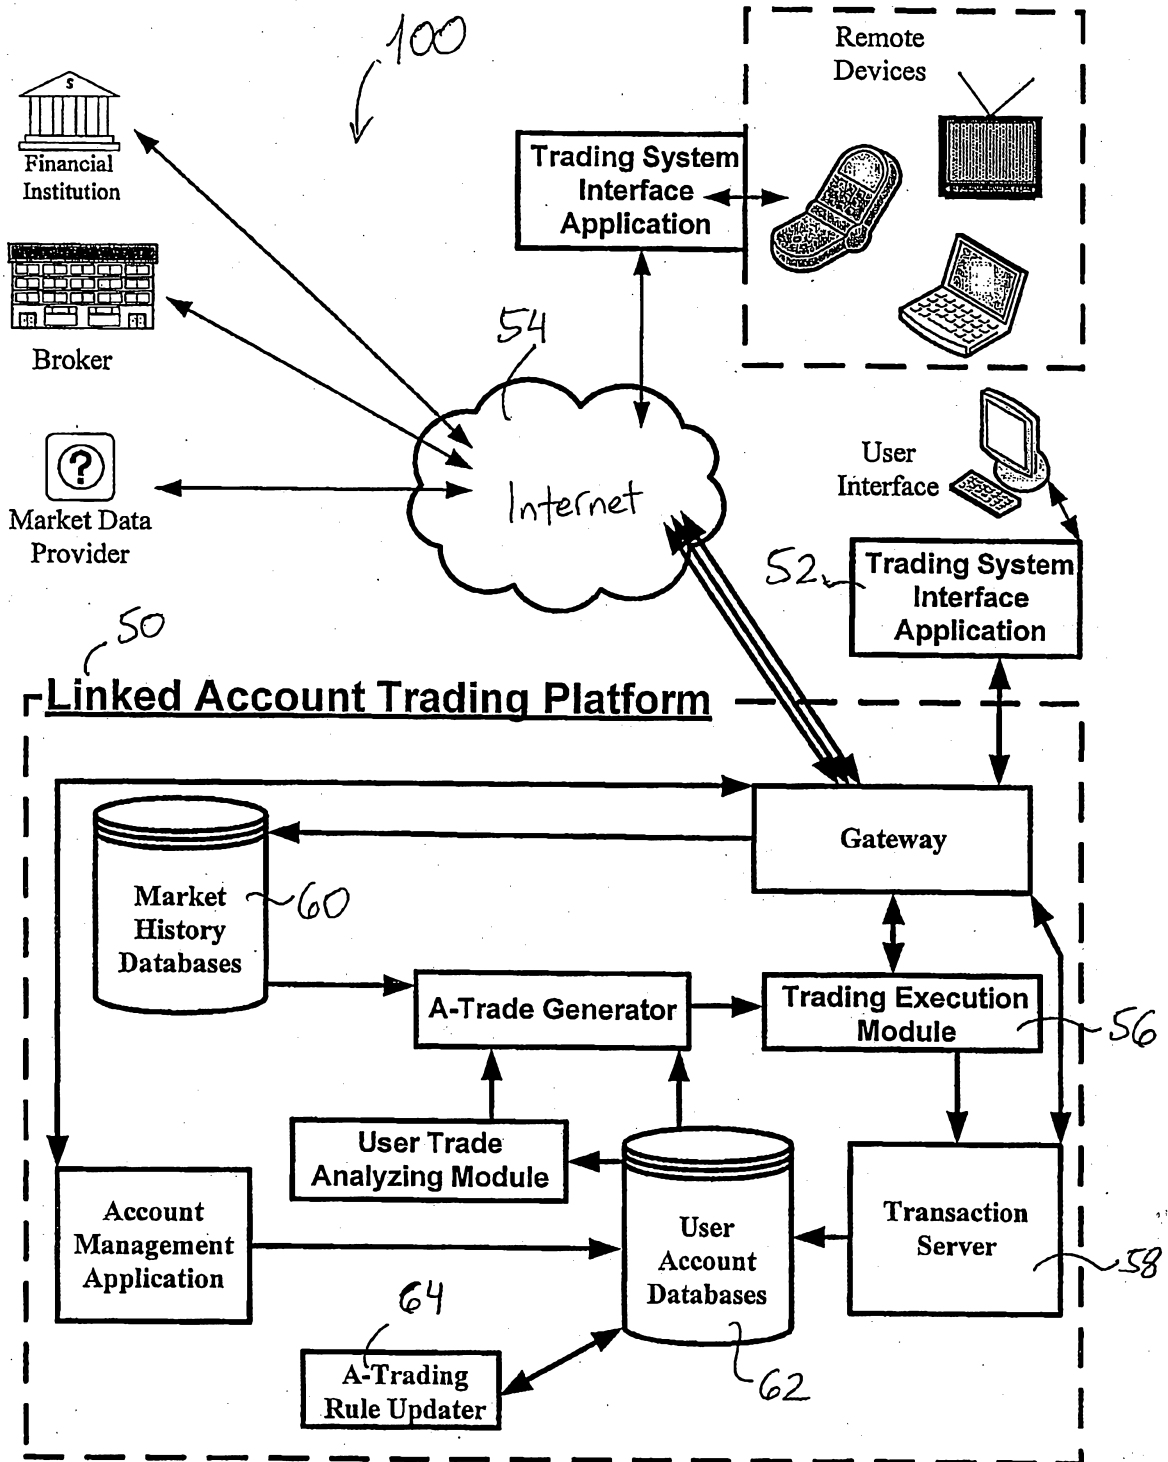 100
Remote
Devices
$
Financial
Institution
Trading System
Interface
Application
Broker
54
?
Market Data
Provider
Internet
User
Interface
52
Trading System
Interface
Application
50
Linked Account Trading Platform
Gateway
Market
History
Databases
60
A-Trade Generator
Trading Execution
Module
56
User Trade
Analyzing Module
Account
Management
Application
User
Account
Databases
Transaction
Server
58
64
A-Trading
Rule Updater
62